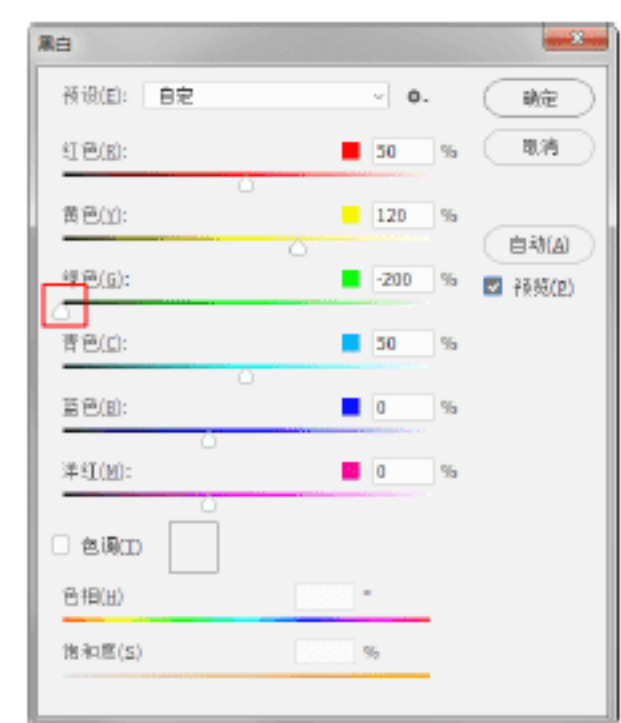 黑白
预设(E): 自定
确定
红色(R): 50 %
取消
黄色(Y): 120 %
自动(A)
绿色(G): -200 %
预览(P)
青色(C): 50 %
蓝色(B): 0 %
洋红(M): 0 %
色调(T)
色相(H) °
饱和度(S) %